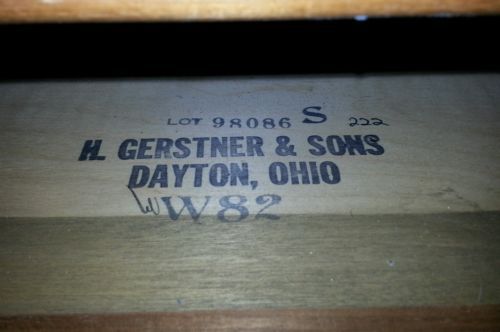 LOT 98086 S 222
H. GERSTNER & SONS
DAYTON, OHIO
W82